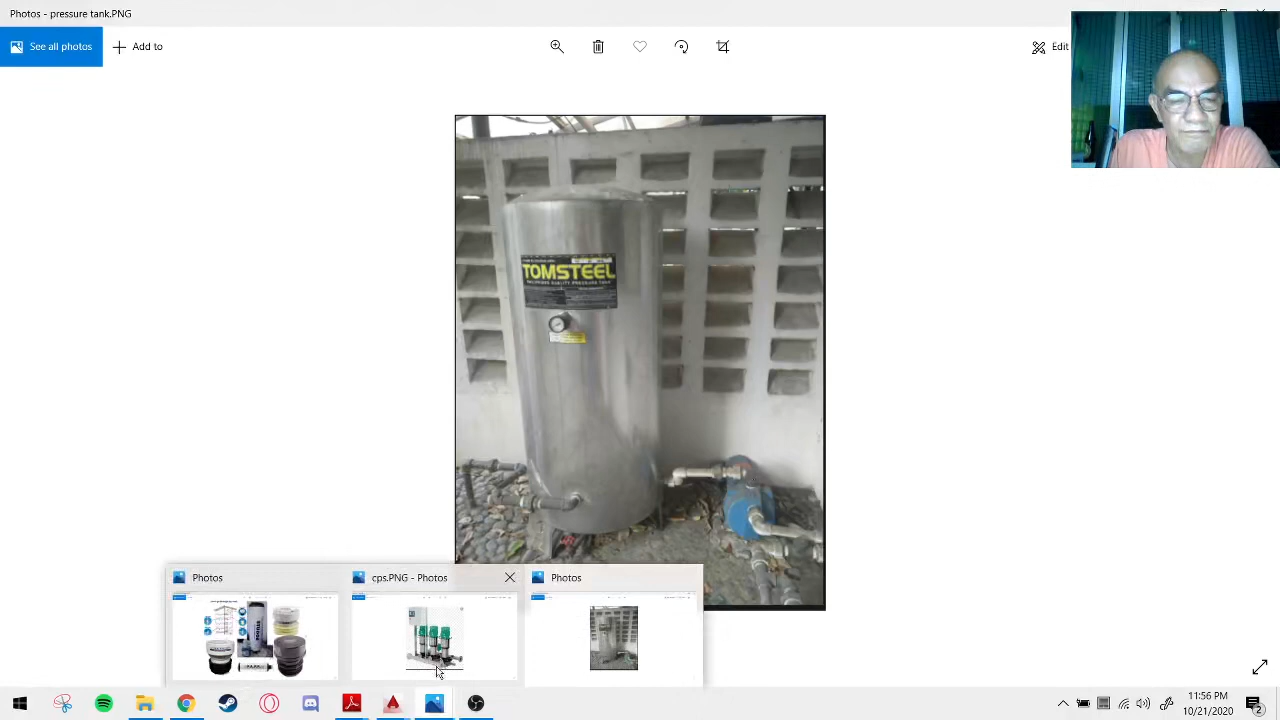 Photos - pressure tank.PNG
See all photos
Add to
Edit
TOMSTEEL
Photos
cps.PNG - Photos
Photos
11:56 PM
10/21/2020
2